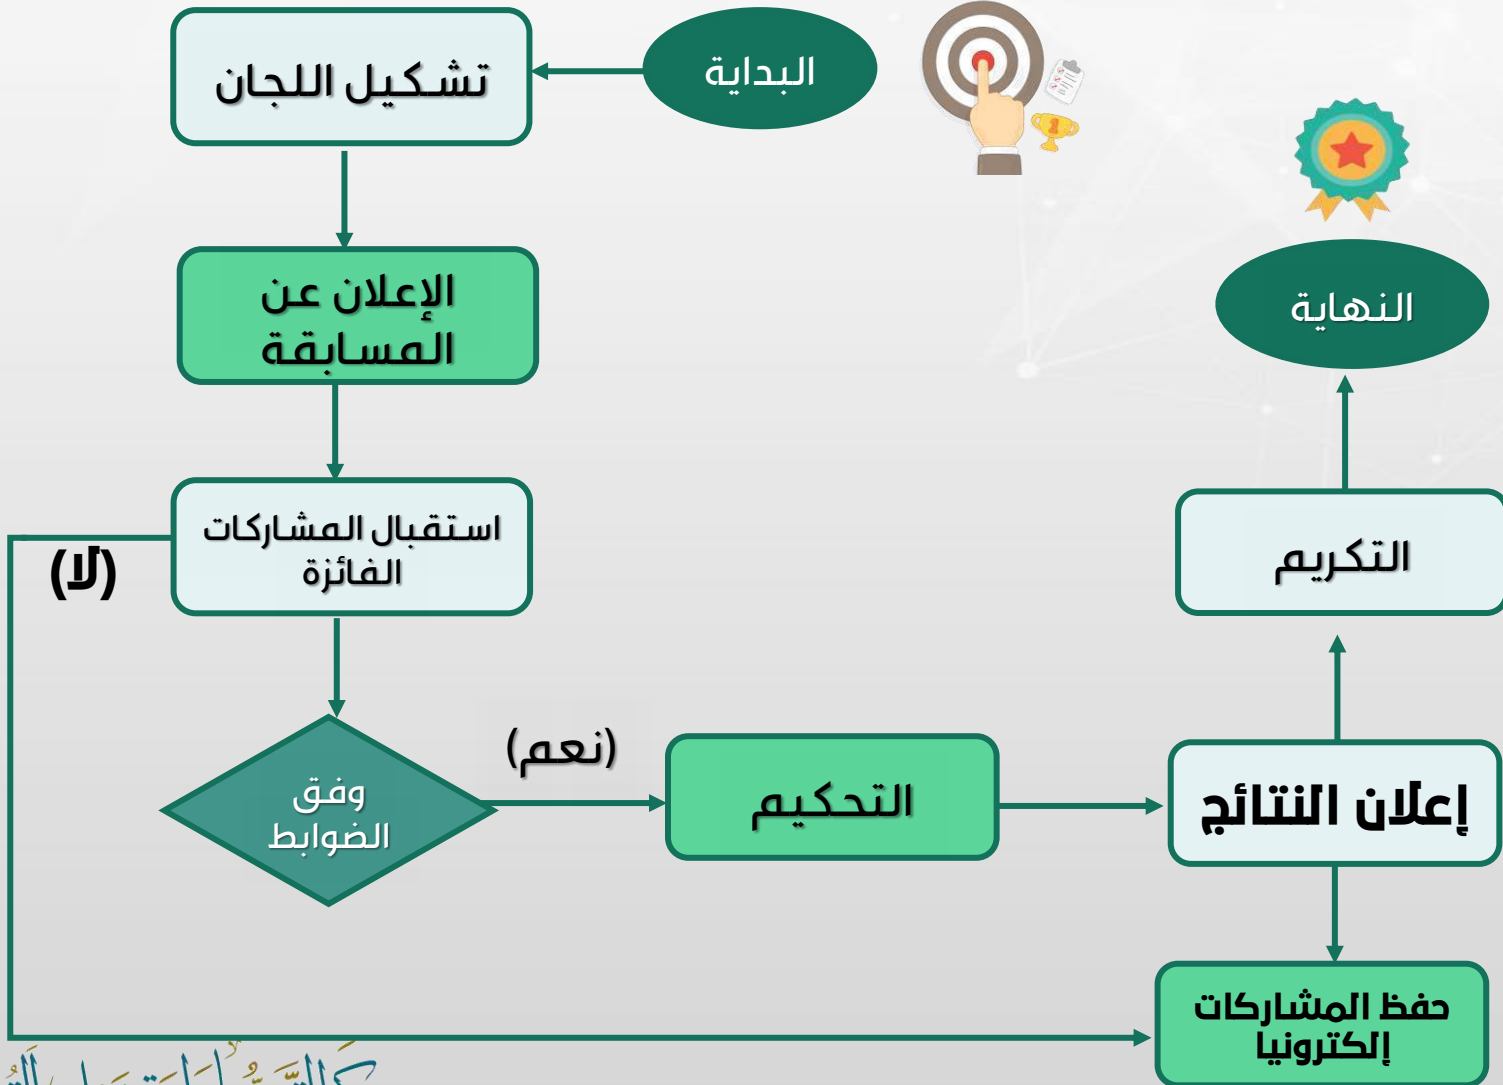 البداية
تشكيل اللجان
الإعلان عن
المسابقة
استقبال المشاركات
الفائزة
(لا)
وفق
الضوابط
(نعم)
التحكيم
إعلان النتائج
التكريم
النهاية
حفظ المشاركات
إلكترونيا